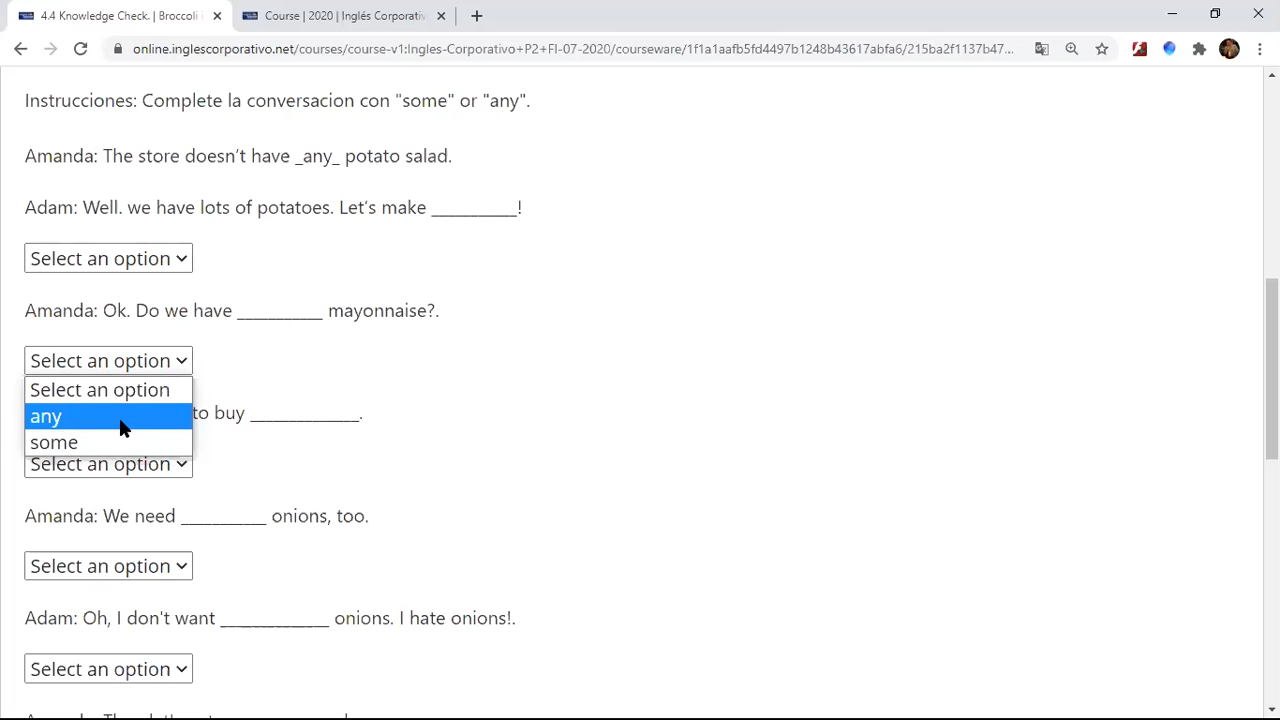 4.4 Knowledge Check. | Broccoli
Course | 2020 | Inglés Corporativ
online.inglescorporativo.net/courses/course-v1:Ingles-Corporativo+P2+FI-07-2020/courseware/1f1a1aafb5fd4497b1248b43617abfa6/215ba2f1137b47...
Instrucciones: Complete la conversacion con "some" or "any".
Amanda: The store doesn’t have _any_ potato salad.
Adam: Well. we have lots of potatoes. Let’s make ___________!
Select an option
Amanda: Ok. Do we have ___________ mayonnaise?.
Select an option
Select an option
any
to buy ______________.
some
Select an option
Amanda: We need ___________ onions, too.
Select an option
Adam: Oh, I don't want ______________ onions. I hate onions!.
Select an option